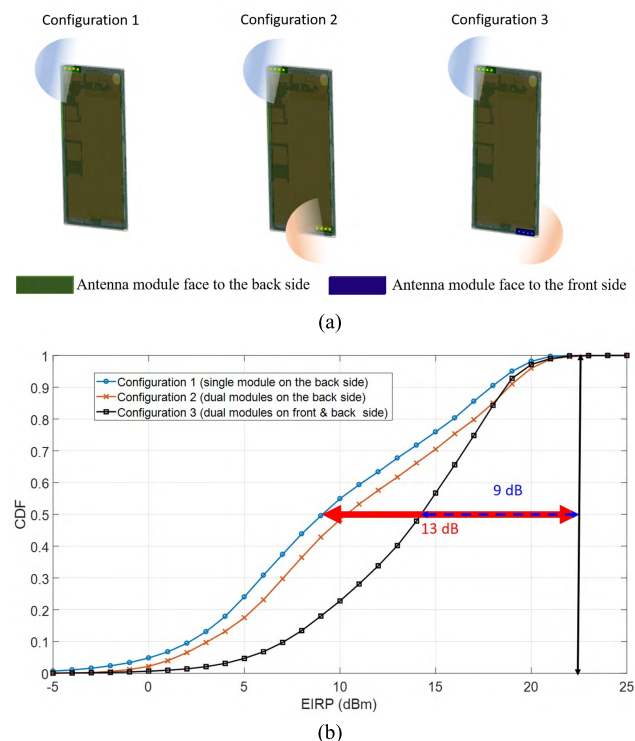 Configuration 1 Configuration 2 Configuration 3
Antenna module face to the back side Antenna module face to the front side
(a)
1
0.9
0.8
0.7
0.6
0.5
0.4
0.3
0.2
0.1
0
CDF
Configuration 1 (single module on the back side)
Configuration 2 (dual modules on the back side)
Configuration 3 (dual modules on front & back side)
9 dB
13 dB
-5 0 5 10 15 20 25
EIRP (dBm)
(b)